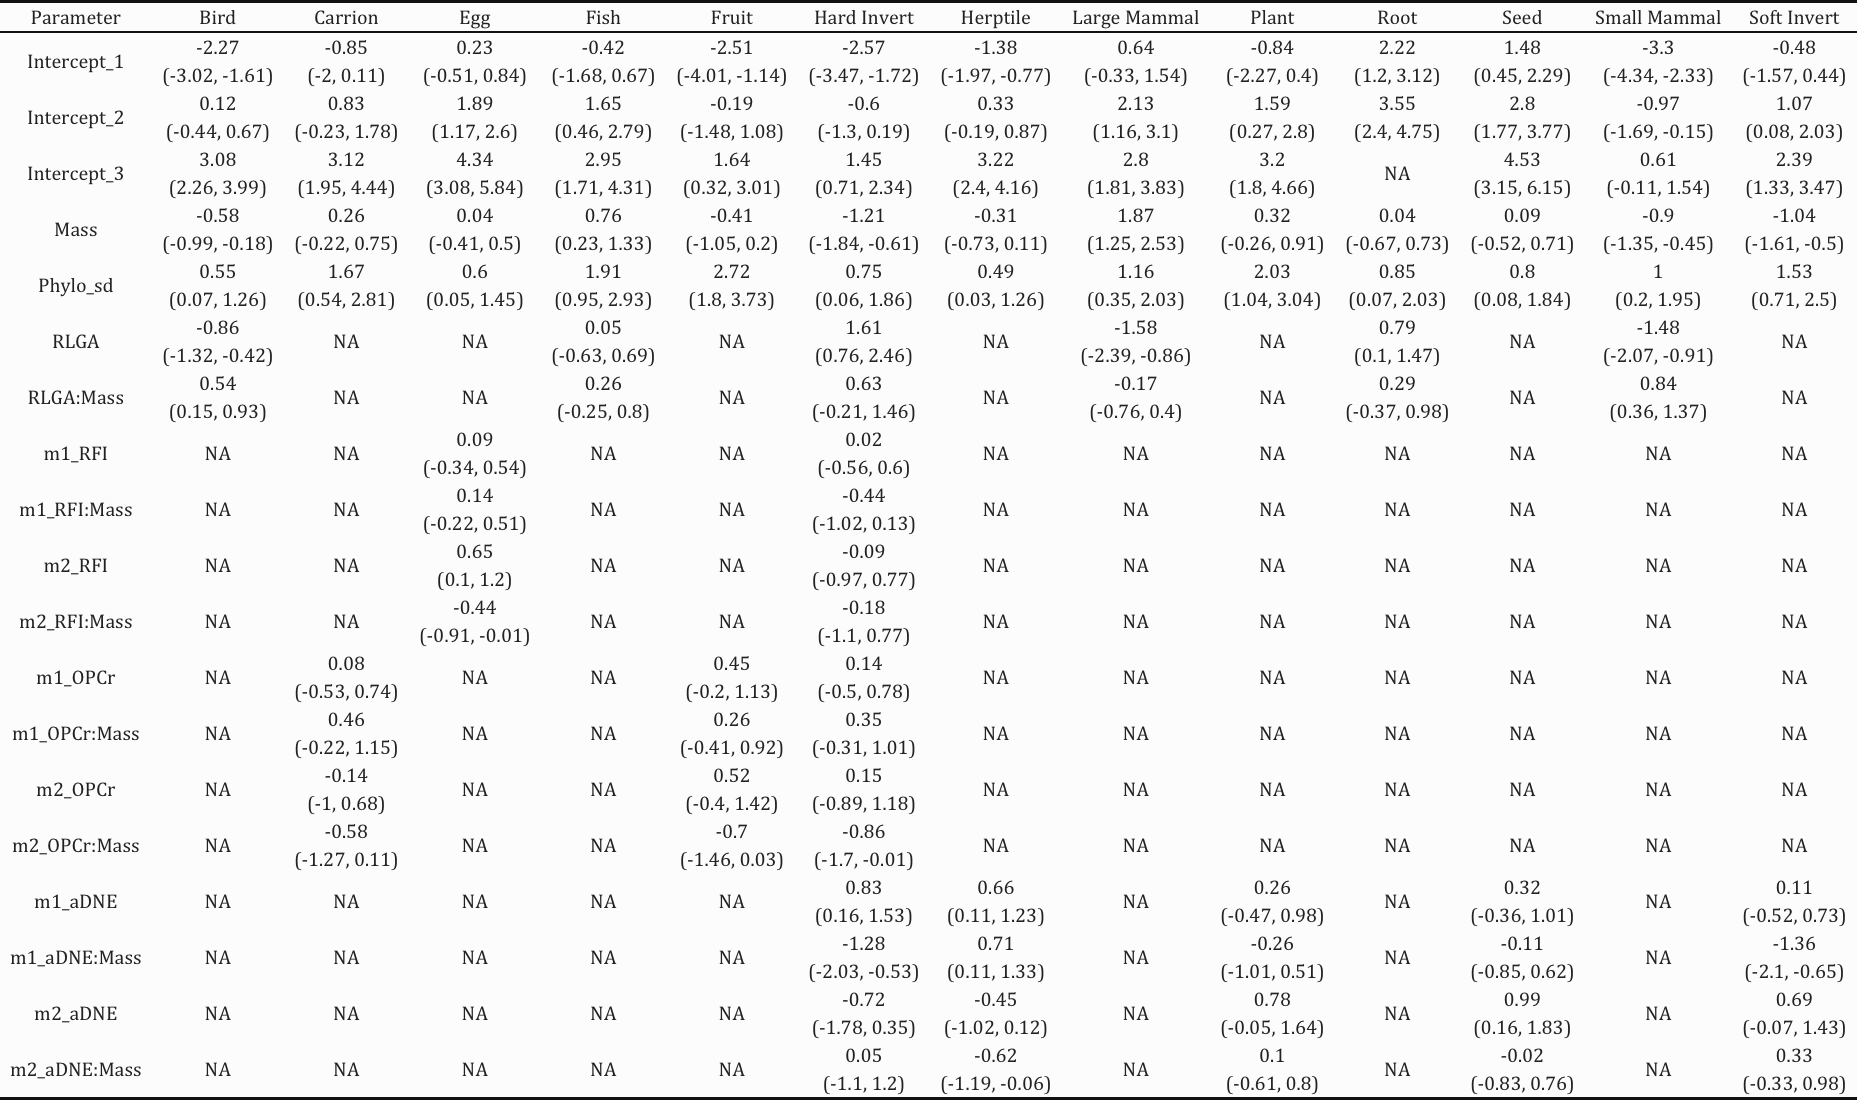 Parameter Bird Carrion Egg Fish Fruit Hard Invert Herptile Large Mammal Plant Root Seed Small Mammal Soft Invert
-2.27 -0.85 0.23 -0.42 -2.51 -2.57 -1.38 0.64 -0.84 2.22 1.48 -3.3 -0.48
Intercept_1
(-3.02, -1.61) (-2, 0.11) (-0.51, 0.84) (-1.68, 0.67) (-4.01, -1.14) (-3.47, -1.72) (-1.97, -0.77) (-0.33, 1.54) (-2.27, 0.4) (1.2, 3.12) (0.45, 2.29) (-4.34, -2.33) (-1.57, 0.44)
0.12 0.83 1.89 1.65 -0.19 -0.6 0.33 2.13 1.59 3.55 2.8 -0.97 1.07
Intercept_2
(-0.44, 0.67) (-0.23, 1.78) (1.17, 2.6) (0.46, 2.79) (-1.48, 1.08) (-1.3, 0.19) (-0.19, 0.87) (1.16, 3.1) (0.27, 2.8) (2.4, 4.75) (1.77, 3.77) (-1.69, -0.15) (0.08, 2.03)
3.08 3.12 4.34 2.95 1.64 1.45 3.22 2.8 3.2 4.53 0.61 2.39
Intercept_3 NA
(2.26, 3.99) (1.95, 4.44) (3.08, 5.84) (1.71, 4.31) (0.32, 3.01) (0.71, 2.34) (2.4, 4.16) (1.81, 3.83) (1.8, 4.66) (3.15, 6.15) (-0.11, 1.54) (1.33, 3.47)
-0.58 0.26 0.04 0.76 -0.41 -1.21 -0.31 1.87 0.32 0.04 0.09 -0.9 -1.04
Mass
(-0.99, -0.18) (-0.22, 0.75) (-0.41, 0.5) (0.23, 1.33) (-1.05, 0.2) (-1.84, -0.61) (-0.73, 0.11) (1.25, 2.53) (-0.26, 0.91) (-0.67, 0.73) (-0.52, 0.71) (-1.35, -0.45) (-1.61, -0.5)
0.55 1.67 0.6 1.91 2.72 0.75 0.49 1.16 2.03 0.85 0.8 1 1.53
Phylo_sd
(0.07, 1.26) (0.54, 2.81) (0.05, 1.45) (0.95, 2.93) (1.8, 3.73) (0.06, 1.86) (0.03, 1.26) (0.35, 2.03) (1.04, 3.04) (0.07, 2.03) (0.08, 1.84) (0.2, 1.95) (0.71, 2.5)
-0.86 0.05 1.61 -1.58 0.79 -1.48
RLGA NA NA NA NA NA NA NA
(-1.32, -0.42) (-0.63, 0.69) (0.76, 2.46) (-2.39, -0.86) (0.1, 1.47) (-2.07, -0.91)
0.54 0.26 0.63 -0.17 0.29 0.84
RLGA:Mass NA NA NA NA NA NA NA
(0.15, 0.93) (-0.25, 0.8) (-0.21, 1.46) (-0.76, 0.4) (-0.37, 0.98) (0.36, 1.37)
0.09 0.02
m1_RFI NA NA NA NA NA NA NA NA NA NA NA
(-0.34, 0.54) (-0.56, 0.6)
0.14 -0.44
m1_RFI:Mass NA NA NA NA NA NA NA NA NA NA NA
(-0.22, 0.51) (-1.02, 0.13)
0.65 -0.09
m2_RFI NA NA NA NA NA NA NA NA NA NA NA
(0.1, 1.2) (-0.97, 0.77)
-0.44 -0.18
m2_RFI:Mass NA NA NA NA NA NA NA NA NA NA NA
(-0.91, -0.01) (-1.1, 0.77)
0.08 0.45 0.14
m1_OPCr NA NA NA NA NA NA NA NA NA NA
(-0.53, 0.74) (-0.2, 1.13) (-0.5, 0.78)
0.46 0.26 0.35
m1_OPCr:Mass NA NA NA NA NA NA NA NA NA NA
(-0.22, 1.15) (-0.41, 0.92) (-0.31, 1.01)
-0.14 0.52 0.15
m2_OPCr NA NA NA NA NA NA NA NA NA NA
(-1, 0.68) (-0.4, 1.42) (-0.89, 1.18)
-0.58 -0.7 -0.86
m2_OPCr:Mass NA NA NA NA NA NA NA NA NA NA
(-1.27, 0.11) (-1.46, 0.03) (-1.7, -0.01)
0.83 0.66 0.26 0.32 0.11
m1_aDNE NA NA NA NA NA NA NA NA
(0.16, 1.53) (0.11, 1.23) (-0.47, 0.98) (-0.36, 1.01) (-0.52, 0.73)
-1.28 0.71 -0.26 -0.11 -1.36
m1_aDNE:Mass NA NA NA NA NA NA NA NA
(-2.03, -0.53) (0.11, 1.33) (-1.01, 0.51) (-0.85, 0.62) (-2.1, -0.65)
-0.72 -0.45 0.78 0.99 0.69
m2_aDNE NA NA NA NA NA NA NA NA
(-1.78, 0.35) (-1.02, 0.12) (-0.05, 1.64) (0.16, 1.83) (-0.07, 1.43)
0.05 -0.62 0.1 -0.02 0.33
m2_aDNE:Mass NA NA NA NA NA NA NA NA
(-1.1, 1.2) (-1.19, -0.06) (-0.61, 0.8) (-0.83, 0.76) (-0.33, 0.98)